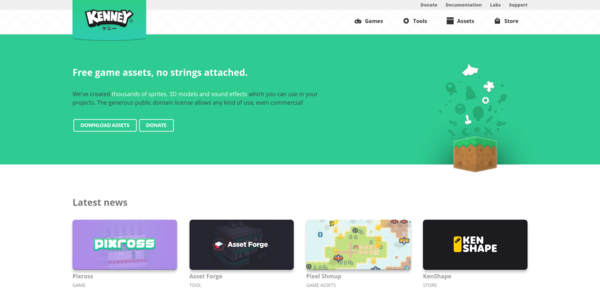 Donate Documentation Labs Support
KENNEY
ケニー
Games Tools Assets Store
Free game assets, no strings attached.
We've created thousands of sprites, 3D models and sound effects which you can use in your
projects. The generous public domain license allows any kind of use, even commercial!
DOWNLOAD ASSETS DONATE
Latest news
pixross
Asset Forge
KEN
SHAPE
Pixross Asset Forge Pixel Shmup KenShape
GAME TOOL GAME ASSETS STORE